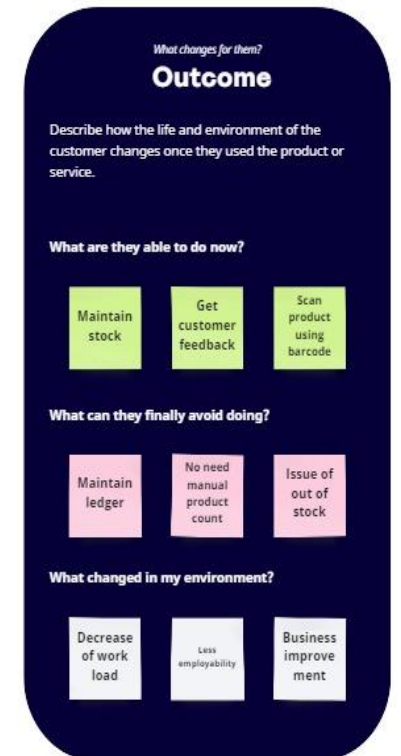 What changes for them?
Outcome
Describe how the life and environment of the
customer changes once they used the product or
service.
What are they able to do now?
Maintain
stock
Get
customer
feedback
Scan
product
using
barcode
What can they finally avoid doing?
Maintain
ledger
No need
manual
product
count
Issue of
out of
stock
What changed in my environment?
Decrease
of work
load
Less
employability
Business
improve
ment